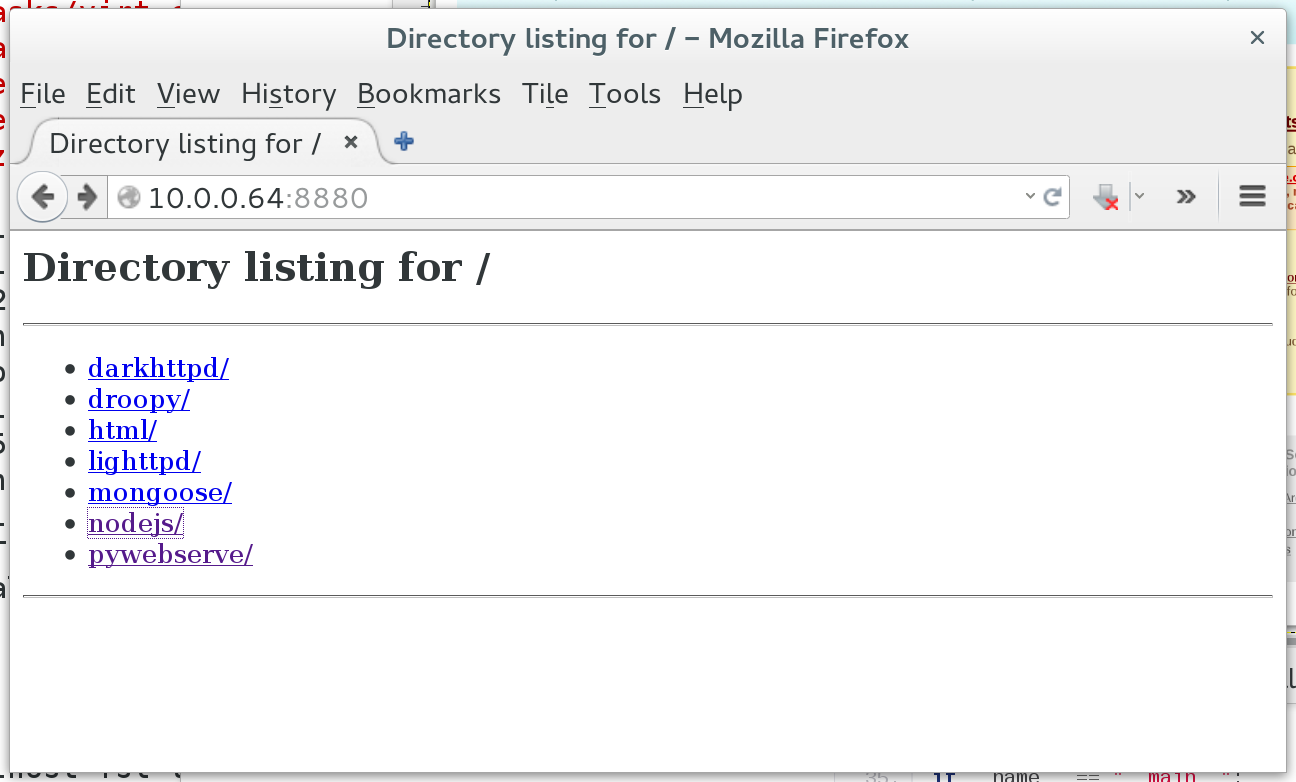 Directory listing for / – Mozilla Firefox
File Edit View History Bookmarks Tile Tools Help
Directory listing for /
10.0.0.64:8880
Directory listing for /
darkhttpd/
droopy/
html/
lighttpd/
mongoose/
nodejs/
pywebserve/
35.